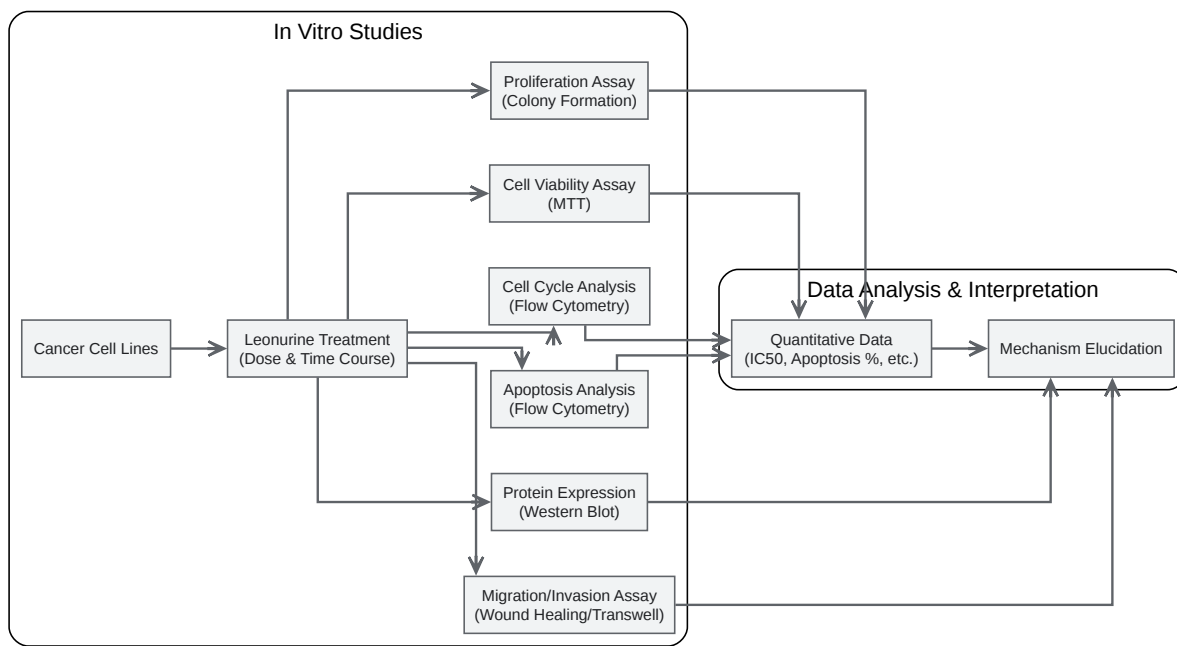 In Vitro Studies
Proliferation Assay
(Colony Formation)
Cell Viability Assay
(MTT)
Cell Cycle Analysis
(Flow Cytometry)
Data Analysis & Interpretation
Cancer Cell Lines
Leonurine Treatment
(Dose & Time Course)
Quantitative Data
(IC50, Apoptosis %, etc.)
Mechanism Elucidation
Apoptosis Analysis
(Flow Cytometry)
Protein Expression
(Western Blot)
Migration/Invasion Assay
(Wound Healing/Transwell)